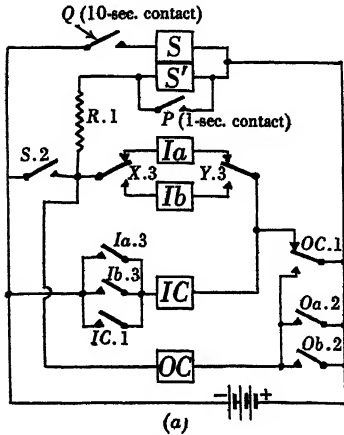 Q (10-sec. contact)
S
S'
R.1
P (1-sec. contact)
S.2
Ia
X.3
Y.3
Ib
Ia.3
OC.1
Ib.3
IC
Oa.2
IC.1
Ob.2
OC
- +
(a)